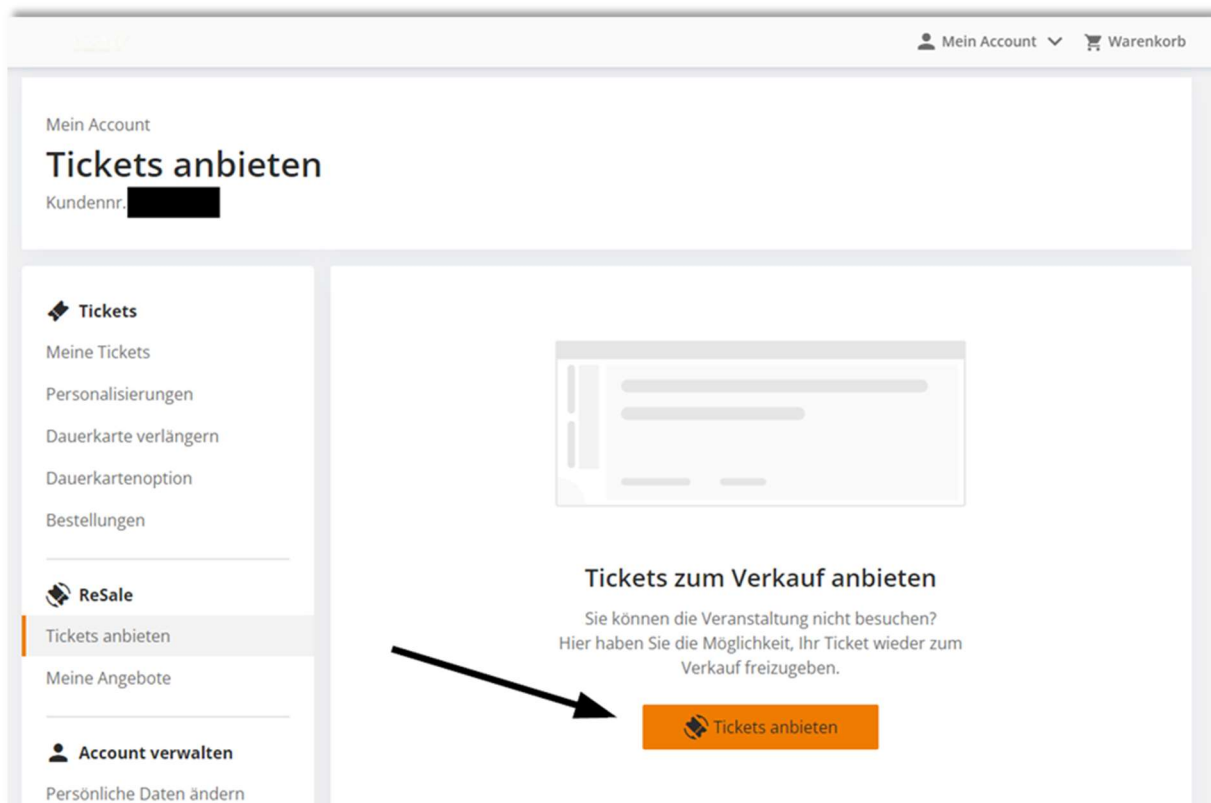 Mein Account
Warenkorb
Mein Account
Tickets anbieten
Kundennr.
Tickets
Meine Tickets
Personalisierungen
Dauerkarte verlängern
Dauerkartenoption
Bestellungen
ReSale
Tickets anbieten
Meine Angebote
Account verwalten
Persönliche Daten ändern
Tickets zum Verkauf anbieten
Sie können die Veranstaltung nicht besuchen?
Hier haben Sie die Möglichkeit, Ihr Ticket wieder zum
Verkauf freizugeben.
Tickets anbieten